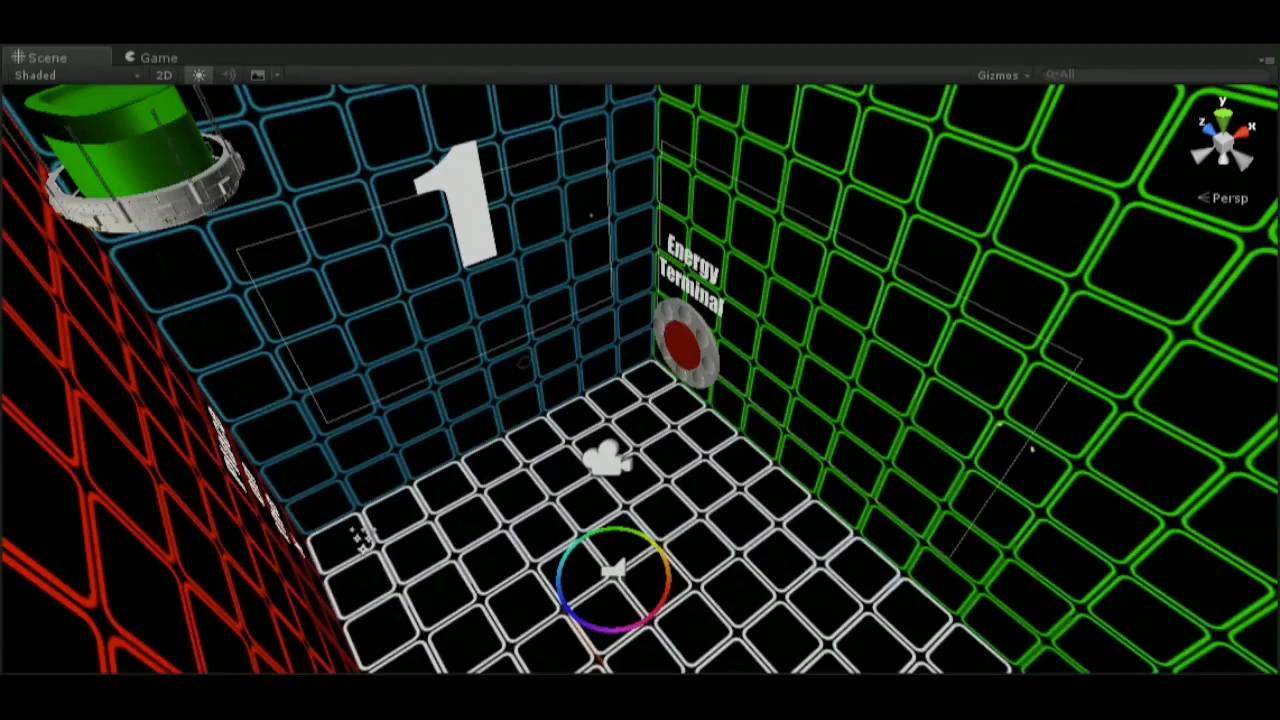 Scene
Game
Shaded
2D
Gizmos
All
y
z
x
Persp
1
Energy
Terminal